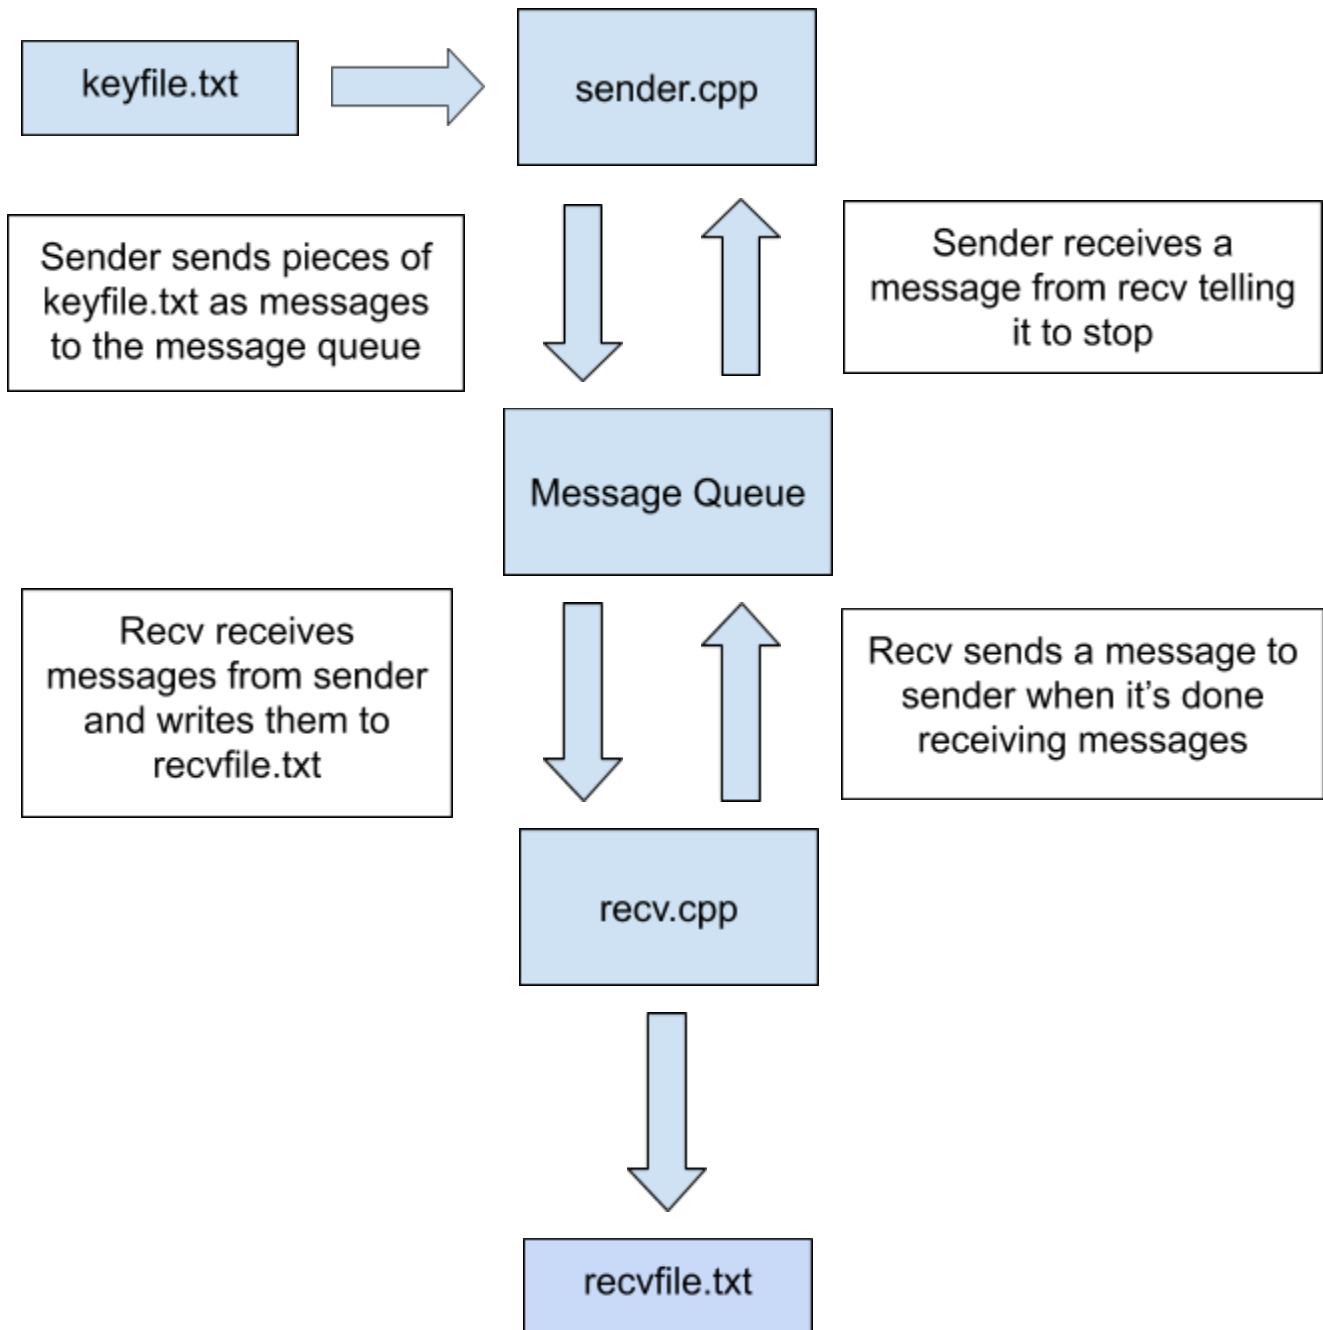 keyfile.txt
sender.cpp
Sender sends pieces of
keyfile.txt as messages
to the message queue
Sender receives a
message from recv telling
it to stop
Message Queue
Recv receives
messages from sender
and writes them to
recvfile.txt
Recv sends a message to
sender when it’s done
receiving messages
recv.cpp
recvfile.txt